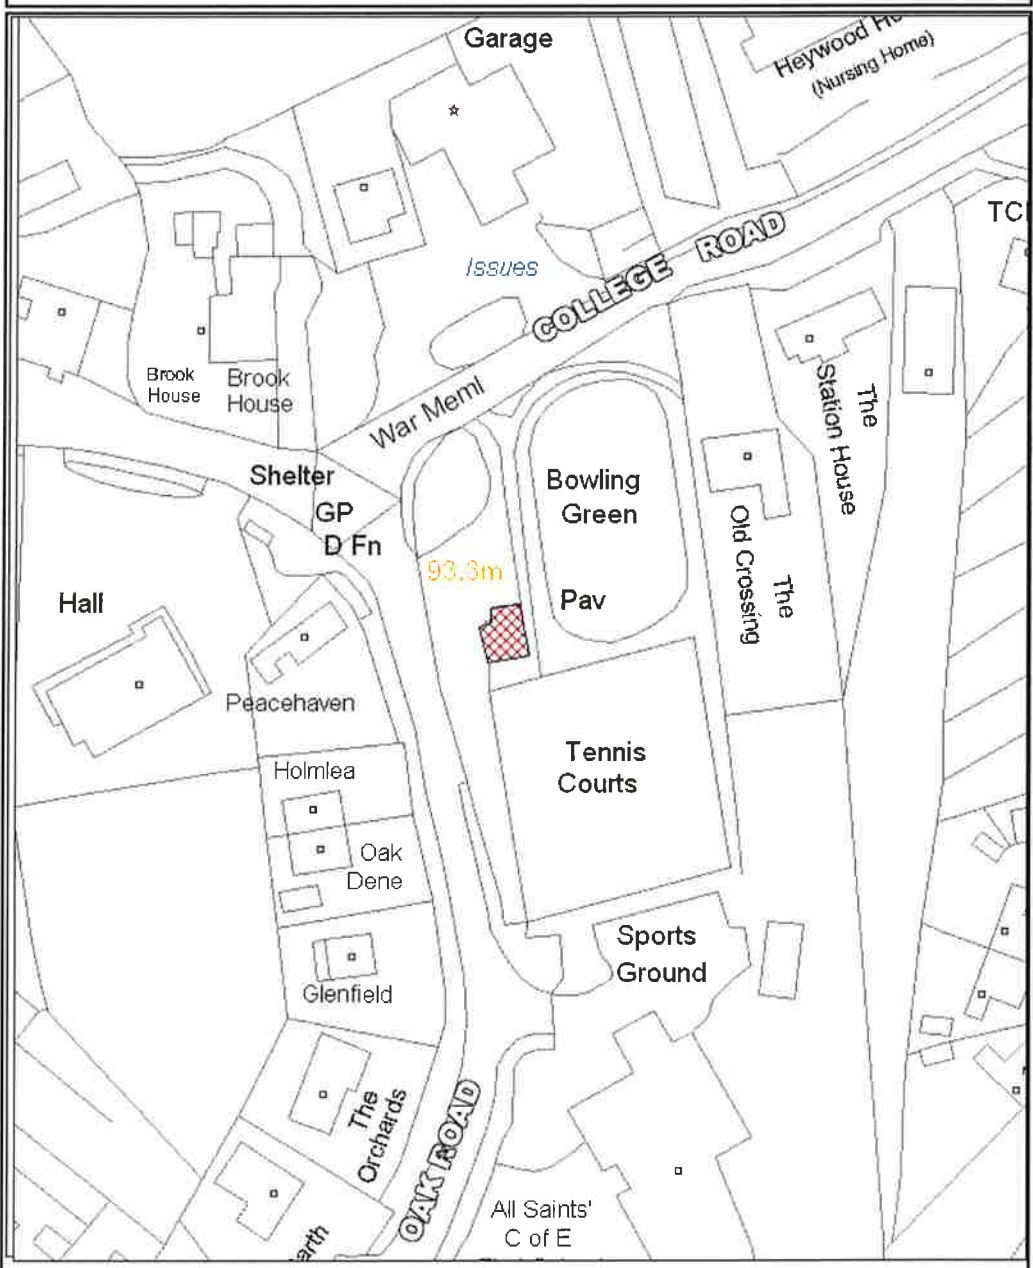 Garage
Heywood
(Nursing Home)
TC
COLLEGE ROAD
Issues
Brook
House
Brook
House
War Meml
The
Station House
Shelter
Bowling
Green
GP
D Fn
The
Old Crossing
93.3m
Hall
Pav
Peacehaven
Tennis
Courts
Holmlea
Oak
Dene
Sports
Ground
Glenfield
The
Orchards
OAK ROAD
All Saints'
C of E